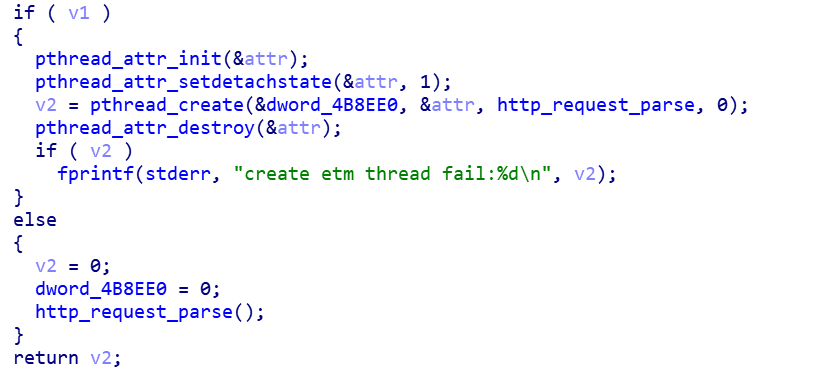 if ( v1 )
{
  pthread_attr_init(&attr);
  pthread_attr_setdetachstate(&attr, 1);
  v2 = pthread_create(&dword_4B8EE0, &attr, http_request_parse, 0);
  pthread_attr_destroy(&attr);
  if ( v2 )
    fprintf(stderr, "create etm thread fail:%d\n", v2);
}
else
{
  v2 = 0;
  dword_4B8EE0 = 0;
  http_request_parse();
}
return v2;